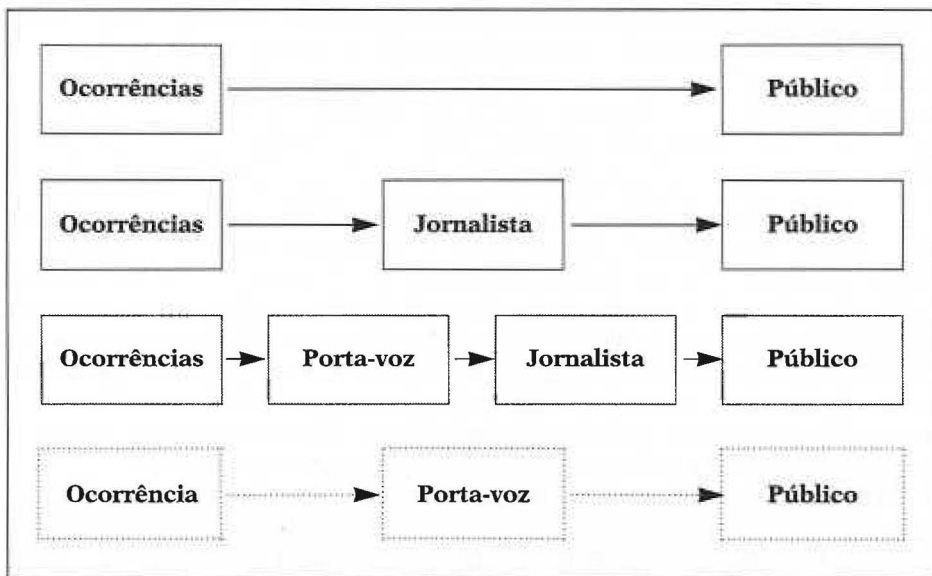 Ocorrências Público
Ocorrências Jornalista Público
Ocorrências Porta-voz Jornalista Público
Ocorrência Porta-voz Público